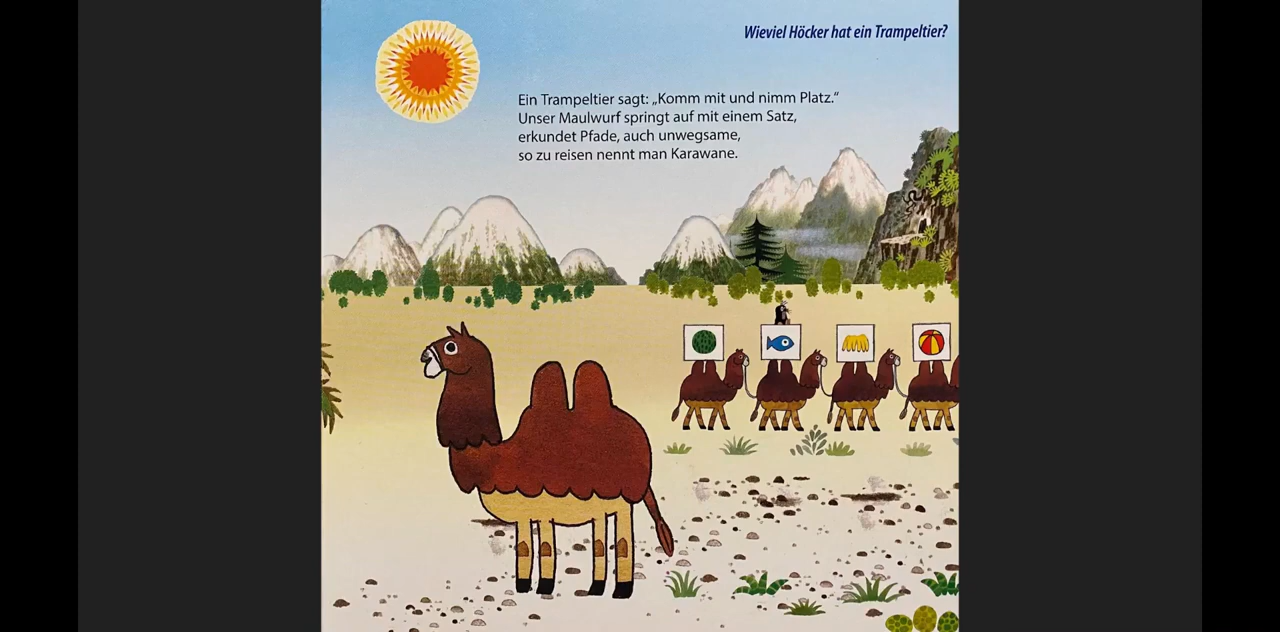 Wieviel Höcker hat ein Trampeltier?
Ein Trampeltier sagt: „Komm mit und nimm Platz.“
Unser Maulwurf springt auf mit einem Satz,
erkundet Pfade, auch unwegsame,
so zu reisen nennt man Karawane.